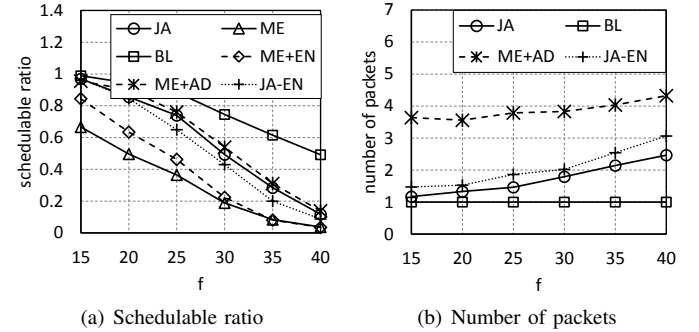 1.4
1.2
1
0.8
0.6
0.4
0.2
0
schedulable ratio
JA ME
BL ME+EN
ME+AD JA-EN
15 20 25 30 35 40
f
(a) Schedulable ratio
7
6
5
4
3
2
1
0
number of packets
JA
BL
ME+AD JA-EN
15 20 25 30 35 40
f
(b) Number of packets